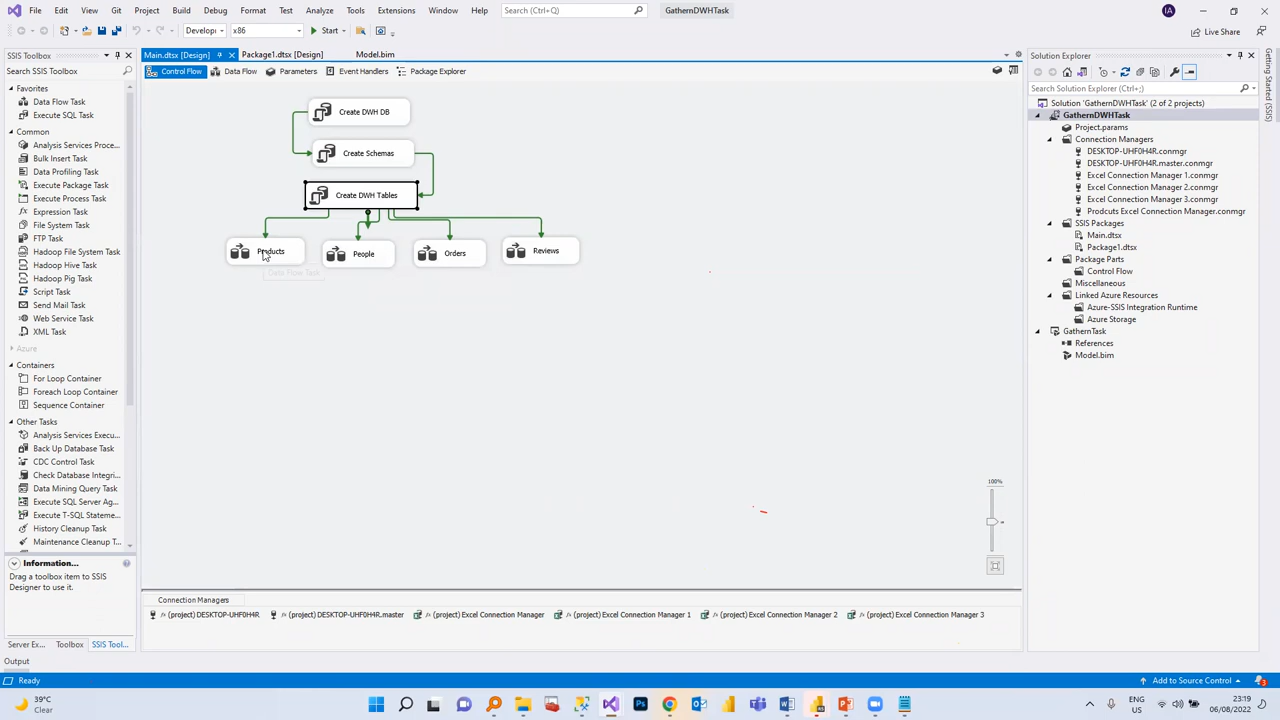 File Edit View Git Project Build Debug Format Test Analyze Tools Extensions Window Help Search (Ctrl+;) GathernDWHTask IA
Developi x86 Start Live Share
SSIS Toolbox
Search SSIS Toolbox
Favorites
Data Flow Task
Execute SQL Task
Common
Analysis Services Proce...
Bulk Insert Task
Data Profiling Task
Execute Package Task
Execute Process Task
Expression Task
File System Task
FTP Task
Hadoop File System Task
Hadoop Hive Task
Hadoop Pig Task
Script Task
Send Mail Task
Web Service Task
XML Task
Azure
Containers
For Loop Container
Foreach Loop Container
Sequence Container
Other Tasks
Analysis Services Execu...
Back Up Database Task
CDC Control Task
Check Database Integri...
Data Mining Query Task
Execute SQL Server Ag...
Execute T-SQL Statement
History Cleanup Task
Maintenance Cleanup T...
Information...
Drag a toolbox item to SSIS
Designer to use it.
Server Ex... Toolbox SSIS Tool...
Main.dtsx [Design] Package1.dtsx [Design] Model.bim
Control Flow Data Flow Parameters Event Handlers Package Explorer
Create DWH DB
Create Schemas
Create DWH Tables
Products People Orders Reviews
Data Flow Task
100%
Connection Managers
(project) DESKTOP-UHF0H4R (project) DESKTOP-UHF0H4R.master (project) Excel Connection Manager (project) Excel Connection Manager 1 (project) Excel Connection Manager 2 (project) Excel Connection Manager 3
Solution Explorer
Search Solution Explorer (Ctrl+;)
Solution 'GathernDWHTask' (2 of 2 projects)
GathernDWHTask
Project.params
Connection Managers
DESKTOP-UHF0H4R.conmgr
DESKTOP-UHF0H4R.master.conmgr
Excel Connection Manager 1.conmgr
Excel Connection Manager 2.conmgr
Excel Connection Manager 3.conmgr
Prodcuts Excel Connection Manager.conmgr
SSIS Packages
Main.dtsx
Package1.dtsx
Package Parts
Control Flow
Miscellaneous
Linked Azure Resources
Azure-SSIS Integration Runtime
Azure Storage
GathernTask
References
Model.bim
Getting Started (SSIS)
Output
Ready Add to Source Control
39°C
Clear
ENG
US
23:19
06/08/2022